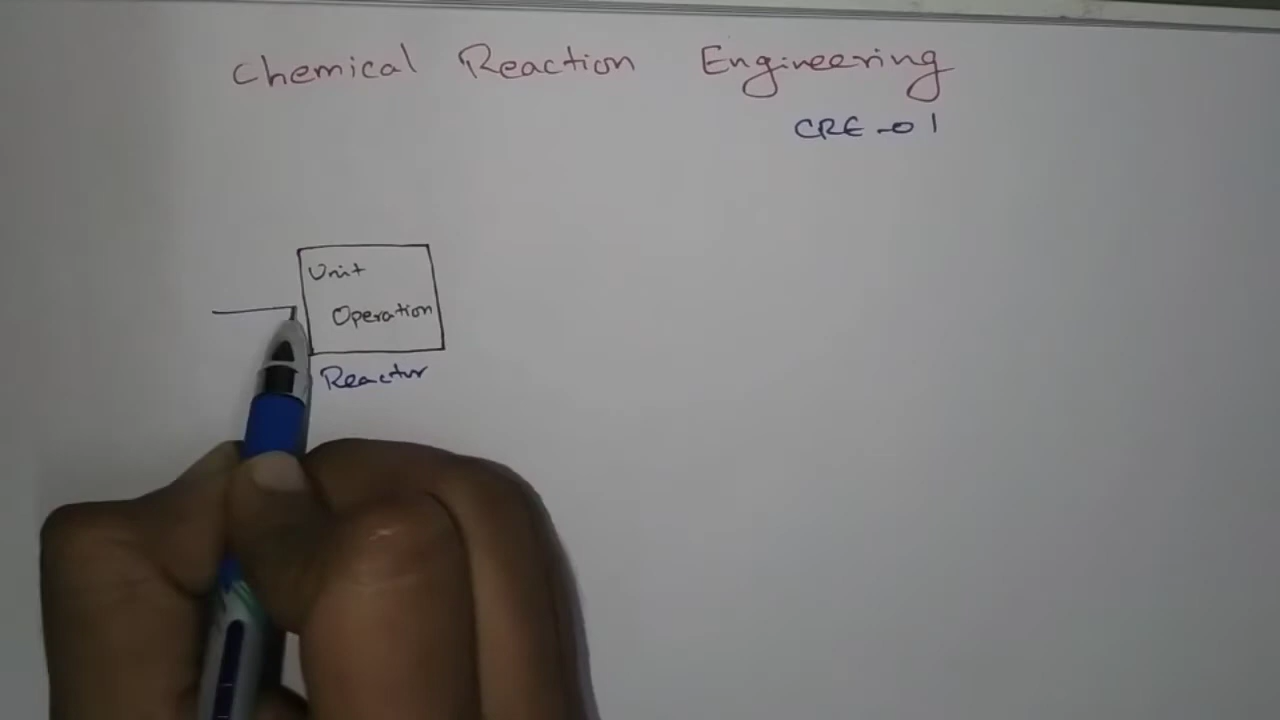 Chemical Reaction Engineering
CRE-01
Unit
Operation
Reactor